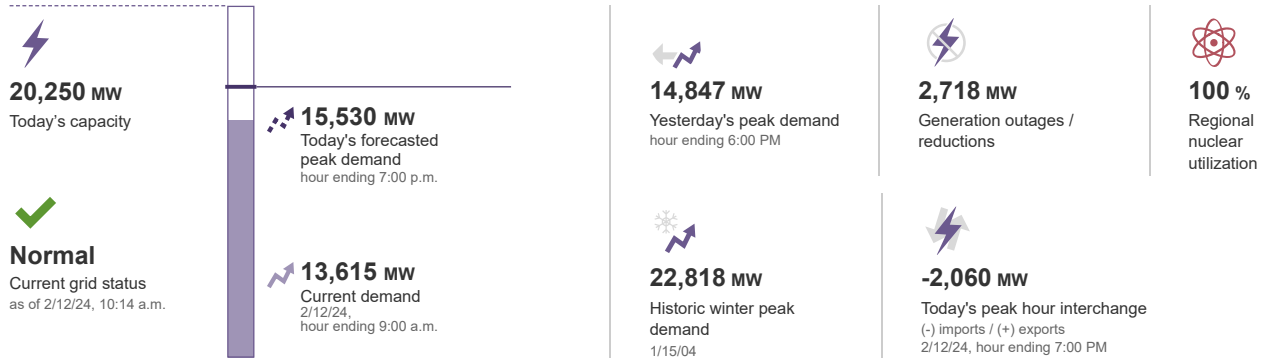 20,250 MW
Today's capacity
Normal
Current grid status
as of 2/12/24, 10:14 a.m.
15,530 MW
Today's forecasted
peak demand
hour ending 7:00 p.m.
13,615 MW
Current demand
2/12/24,
hour ending 9:00 a.m.
14,847 MW
Yesterday's peak demand
hour ending 6:00 PM
2,718 MW
Generation outages /
reductions
100 %
Regional
nuclear
utilization
22,818 MW
Historic winter peak
demand
1/15/04
-2,060 MW
Today's peak hour interchange
(-) imports / (+) exports
2/12/24, hour ending 7:00 PM